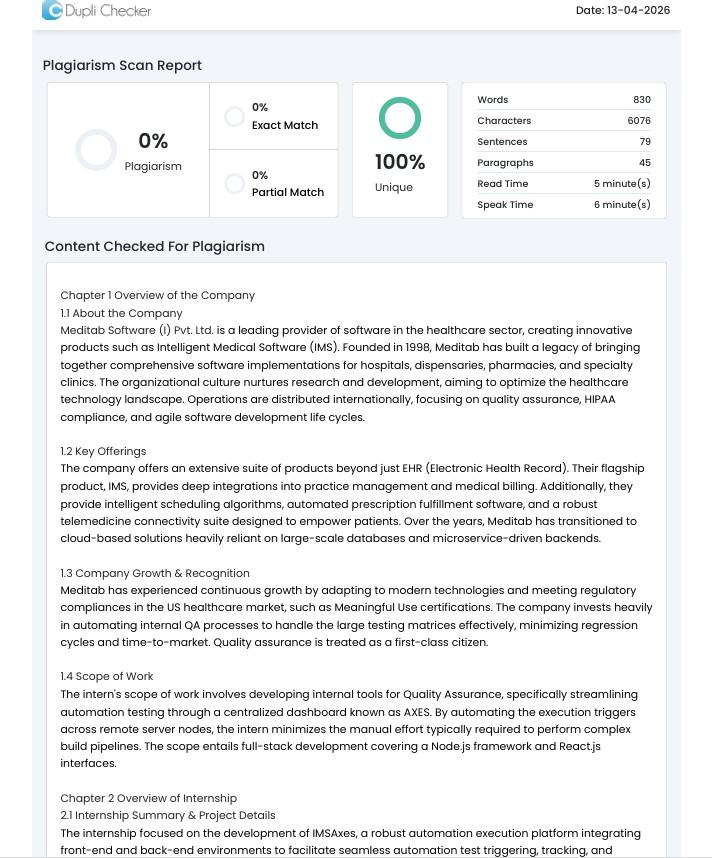 Dupli Checker
Date: 13-04-2026
Plagiarism Scan Report
0%
Plagiarism
0%
Exact Match
0%
Partial Match
100%
Unique
Words 830
Characters 6076
Sentences 79
Paragraphs 45
Read Time 5 minute(s)
Speak Time 6 minute(s)
Content Checked For Plagiarism
Chapter 1 Overview of the Company
1.1 About the Company
Meditab Software (I) Pvt. Ltd. is a leading provider of software in the healthcare sector, creating innovative
products such as Intelligent Medical Software (IMS). Founded in 1998, Meditab has built a legacy of bringing
together comprehensive software implementations for hospitals, dispensaries, pharmacies, and specialty
clinics. The organizational culture nurtures research and development, aiming to optimize the healthcare
technology landscape. Operations are distributed internationally, focusing on quality assurance, HIPAA
compliance, and agile software development life cycles.
1.2 Key Offerings
The company offers an extensive suite of products beyond just EHR (Electronic Health Record). Their flagship
product, IMS, provides deep integrations into practice management and medical billing. Additionally, they
provide intelligent scheduling algorithms, automated prescription fulfillment software, and a robust
telemedicine connectivity suite designed to empower patients. Over the years, Meditab has transitioned to
cloud-based solutions heavily reliant on large-scale databases and microservice-driven backends.
1.3 Company Growth & Recognition
Meditab has experienced continuous growth by adapting to modern technologies and meeting regulatory
compliances in the US healthcare market, such as Meaningful Use certifications. The company invests heavily
in automating internal QA processes to handle the large testing matrices effectively, minimizing regression
cycles and time-to-market. Quality assurance is treated as a first-class citizen.
1.4 Scope of Work
The intern's scope of work involves developing internal tools for Quality Assurance, specifically streamlining
automation testing through a centralized dashboard known as AXES. By automating the execution triggers
across remote server nodes, the intern minimizes the manual effort typically required to perform complex
build pipelines. The scope entails full-stack development covering a Node.js framework and React.js
interfaces.
Chapter 2 Overview of Internship
2.1 Internship Summary & Project Details
The internship focused on the development of IMSAxes, a robust automation execution platform integrating
front-end and back-end environments to facilitate seamless automation test triggering, tracking, and